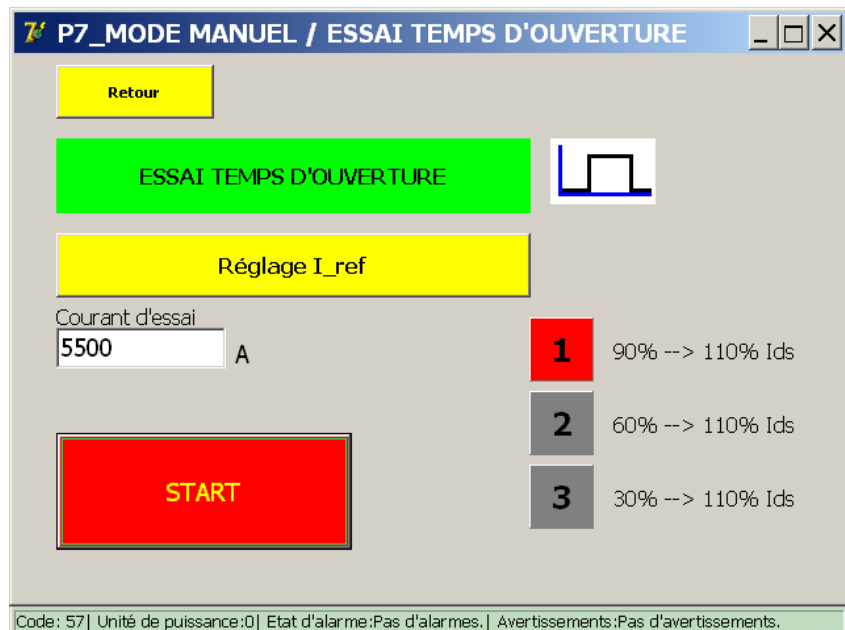 P7_MODE MANUEL / ESSAI TEMPS D'OUVERTURE
Retour
ESSAI TEMPS D'OUVERTURE
Réglage I_ref
Courant d'essai
5500 A
1 90% --> 110% Ids
2 60% --> 110% Ids
3 30% --> 110% Ids
START
Code: 57| Unité de puissance:0| Etat d'alarme:Pas d'alarmes.| Avertissements:Pas d'avertissements.